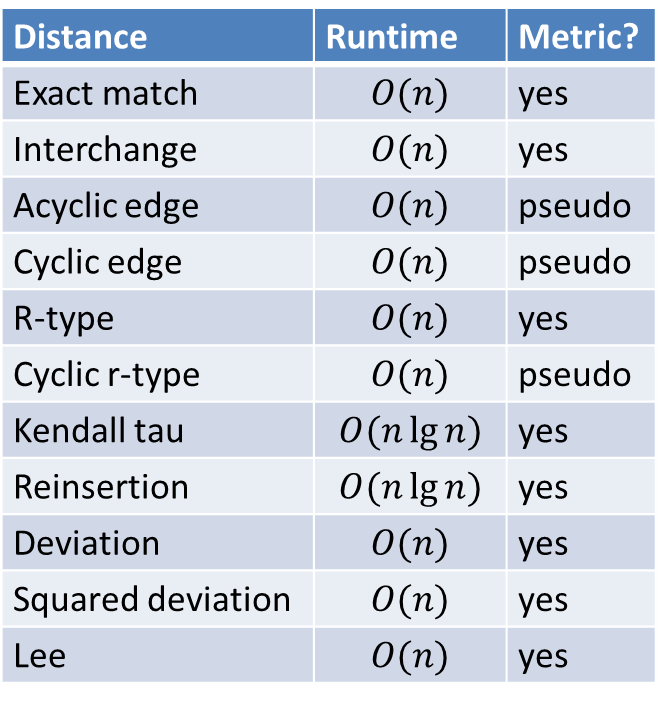 Distance Runtime Metric?
Exact match O(n) yes
Interchange O(n) yes
Acyclic edge O(n) pseudo
Cyclic edge O(n) pseudo
R-type O(n) yes
Cyclic r-type O(n) pseudo
Kendall tau O(n lg n) yes
Reinsertion O(n lg n) yes
Deviation O(n) yes
Squared deviation O(n) yes
Lee O(n) yes